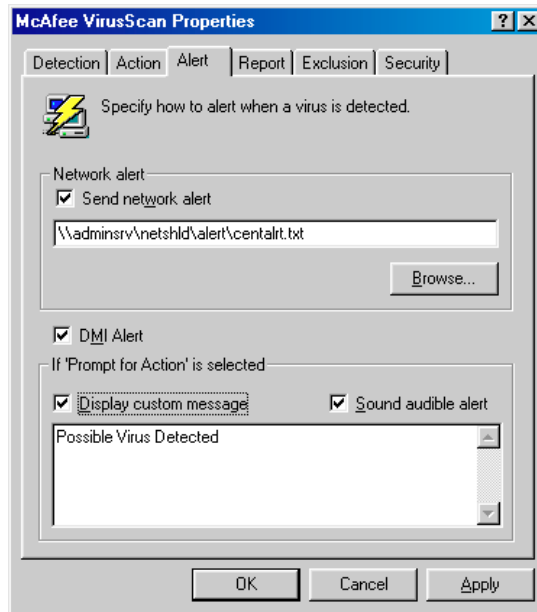 McAfee VirusScan Properties
Detection Action Alert Report Exclusion Security
Specify how to alert when a virus is detected.
Network alert
Send network alert
\\adminsrv\netshld\alert\centalrt.txt
Browse...
DMI Alert
If 'Prompt for Action' is selected
Display custom message Sound audible alert
Possible Virus Detected
OK Cancel Apply